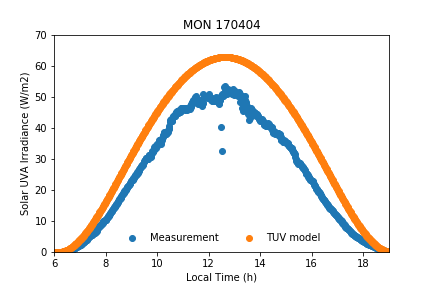 MON 170404
Solar UVA Irradiance (W/m2)
70
60
50
40
30
20
10
0
Measurement TUV model
6 8 10 12 14 16 18
Local Time (h)